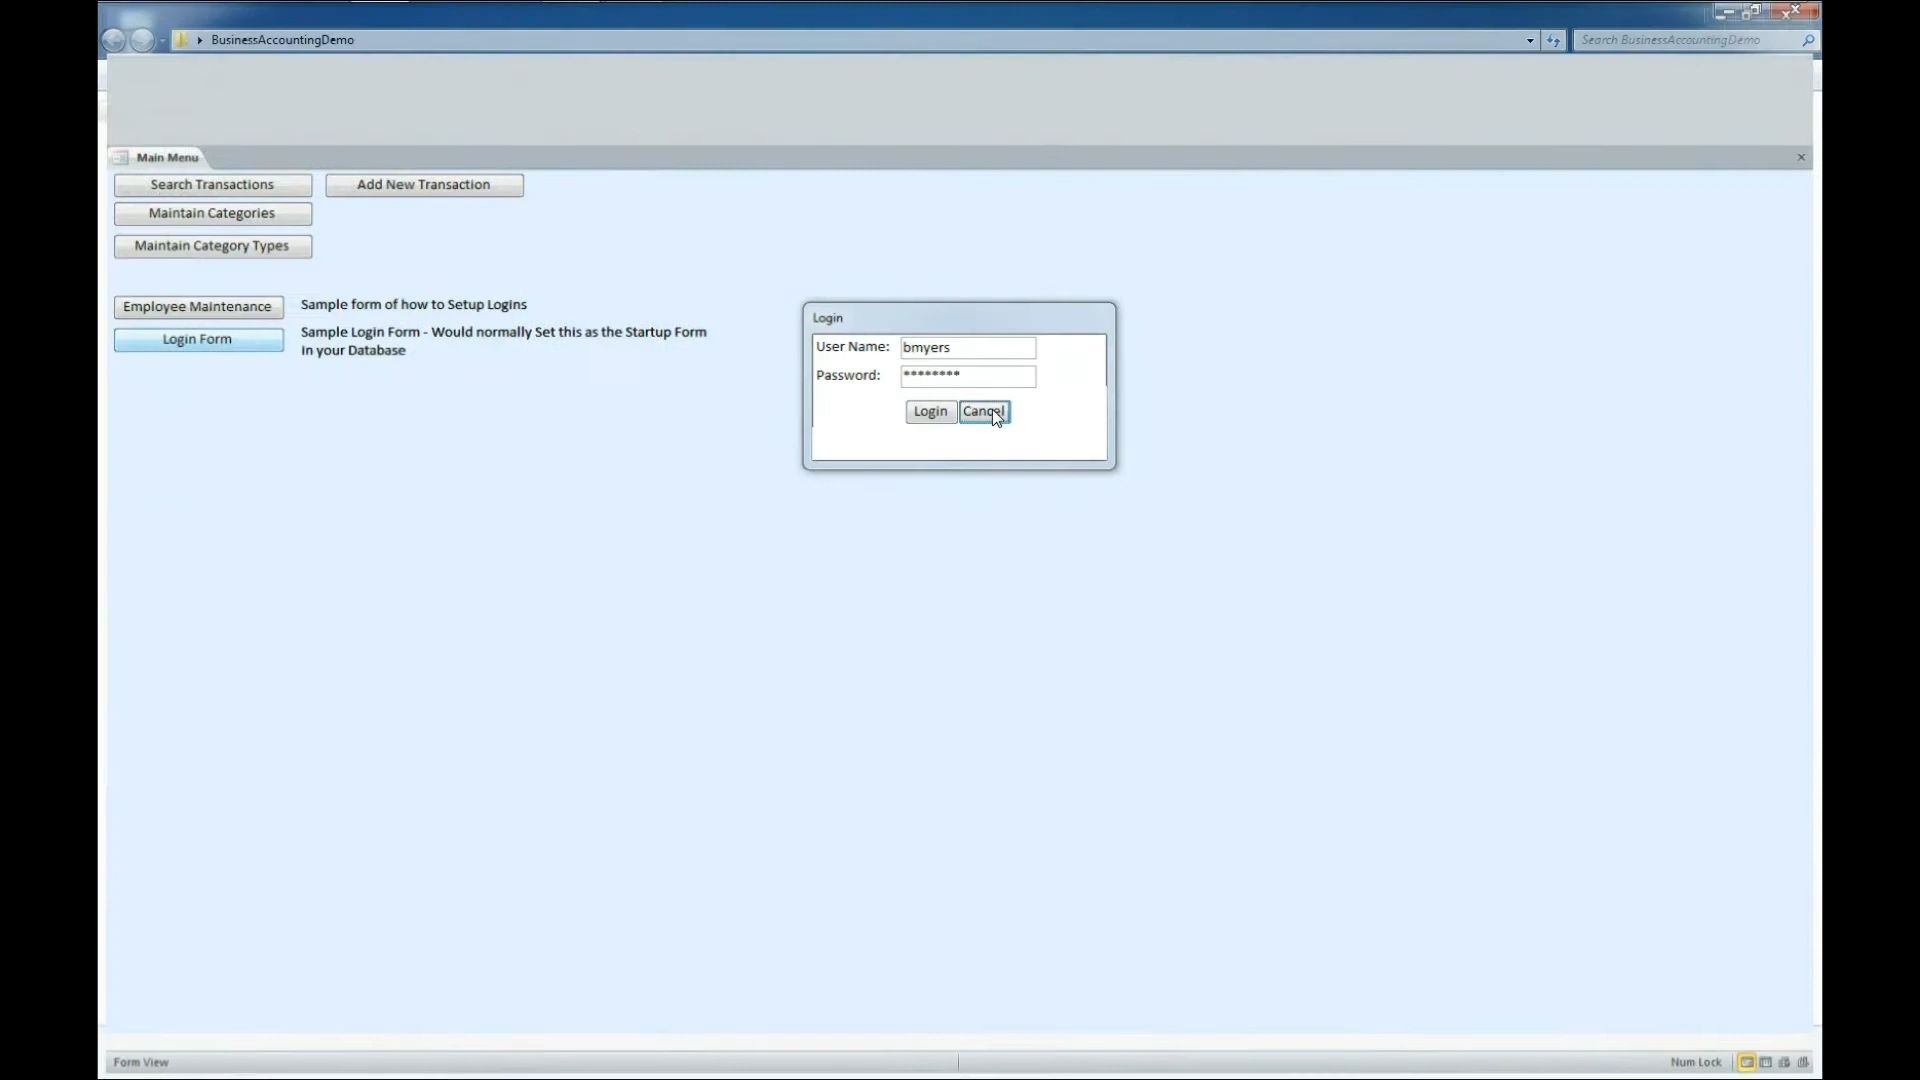 BusinessAccountingDemo
Search BusinessAccountingDemo
Main Menu
Search Transactions
Add New Transaction
Maintain Categories
Maintain Category Types
Employee Maintenance
Sample form of how to Setup Logins
Login Form
Sample Login Form - Would normally Set this as the Startup Form
in your Database
Login
User Name: bmyers
Password: ********
Login Cancel
Form View
Num Lock